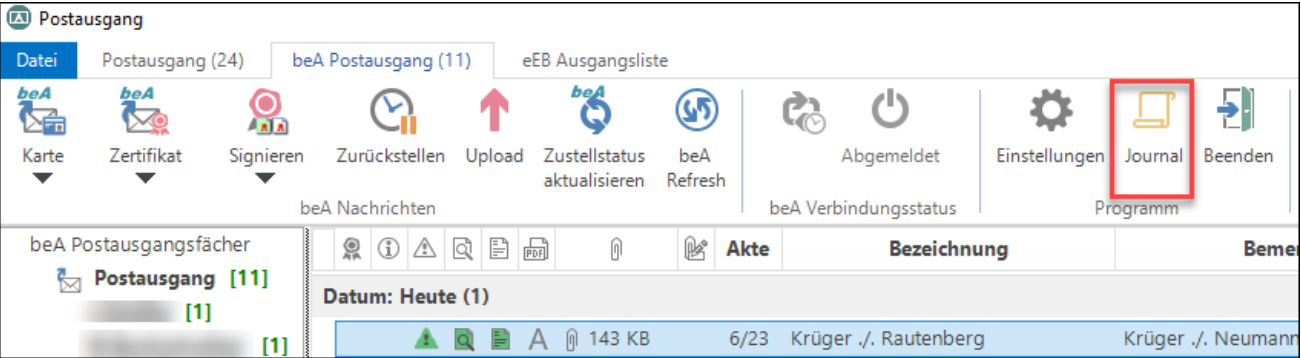 Postausgang
Datei Postausgang (24) beA Postausgang (11) eEB Ausgangsliste
beA beA beA
Karte Zertifikat Signieren Zurückstellen Upload Zustellstatus aktualisieren beA Refresh Abgemeldet Einstellungen Journal Beenden
beA Nachrichten beA Verbindungsstatus Programm
beA Postausgangsfächer PDF Akte Bezeichnung Bemer
Postausgang [11]
Datum: Heute (1)
[1]
[1] A 143 KB 6/23 Krüger ./. Rautenberg Krüger ./. Neumann